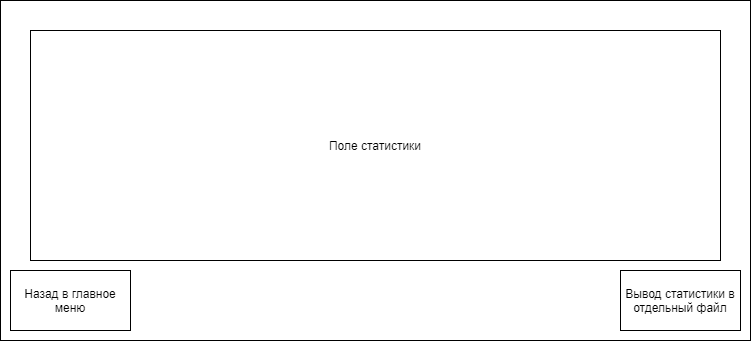 Поле статистики
Назад в главное
меню
Вывод статистики в
отдельный файл